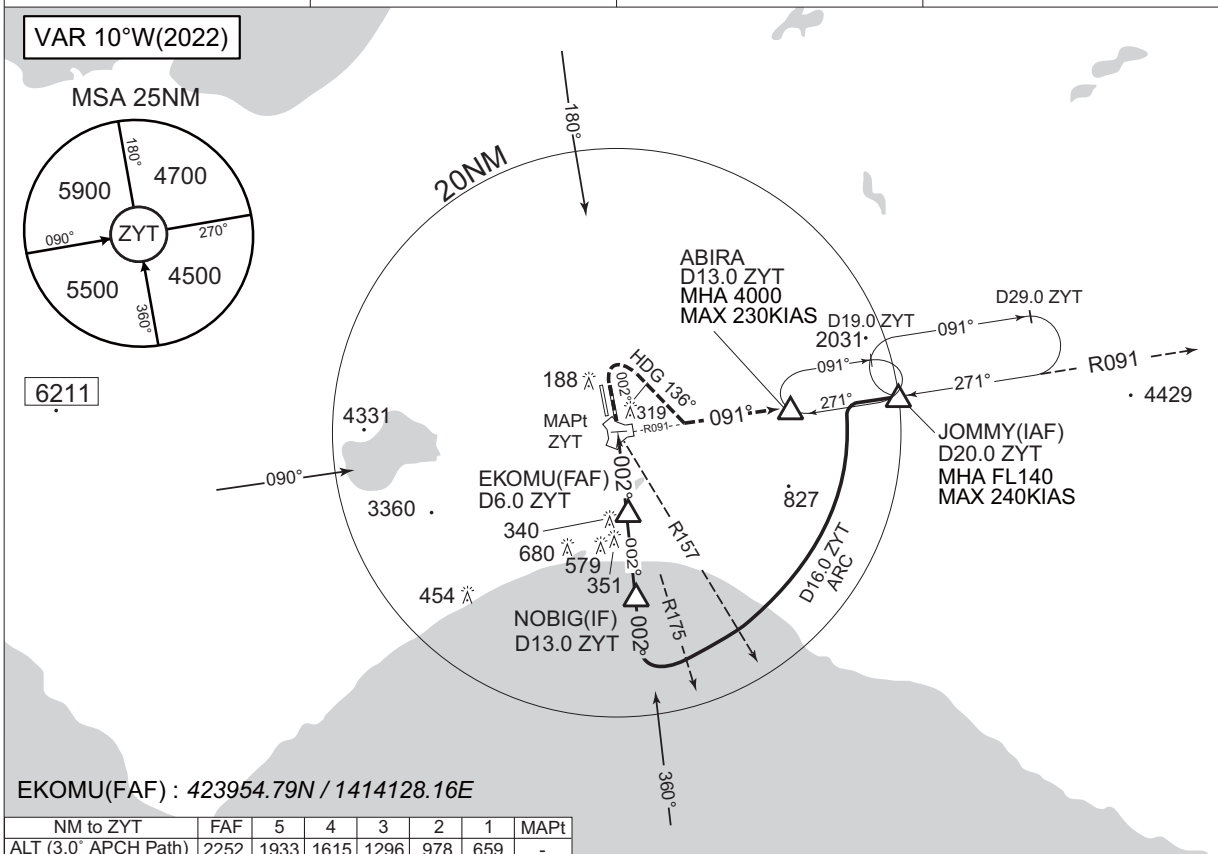 VAR 10°W(2022)
MSA 25NM
180°
5900
4700
090°
ZYT
270°
5500
4500
360°
6211
180°
20NM
ABIRA
D13.0 ZYT
MHA 4000
MAX 230KIAS
D29.0 ZYT
D19.0 ZYT
091°
2031
091°
271°
271°
R091
4429
HDG 136°
188
002°
319
MAPt
ZYT
R091
091°
4331
JOMMY(IAF)
D20.0 ZYT
MHA FL140
MAX 240KIAS
090°
002°
EKOMU(FAF)
D6.0 ZYT
827
3360
340
680
579
351
002°
R157
D16.0 ZYT
ARC
454
R175
NOBIG(IF)
D13.0 ZYT
002°
360°
EKOMU(FAF) : 423954.79N / 1414128.16E
NM to ZYT FAF 5 4 3 2 1 MAPt
ALT (3.0° APCH Path) 2252 1933 1615 1296 978 659 -